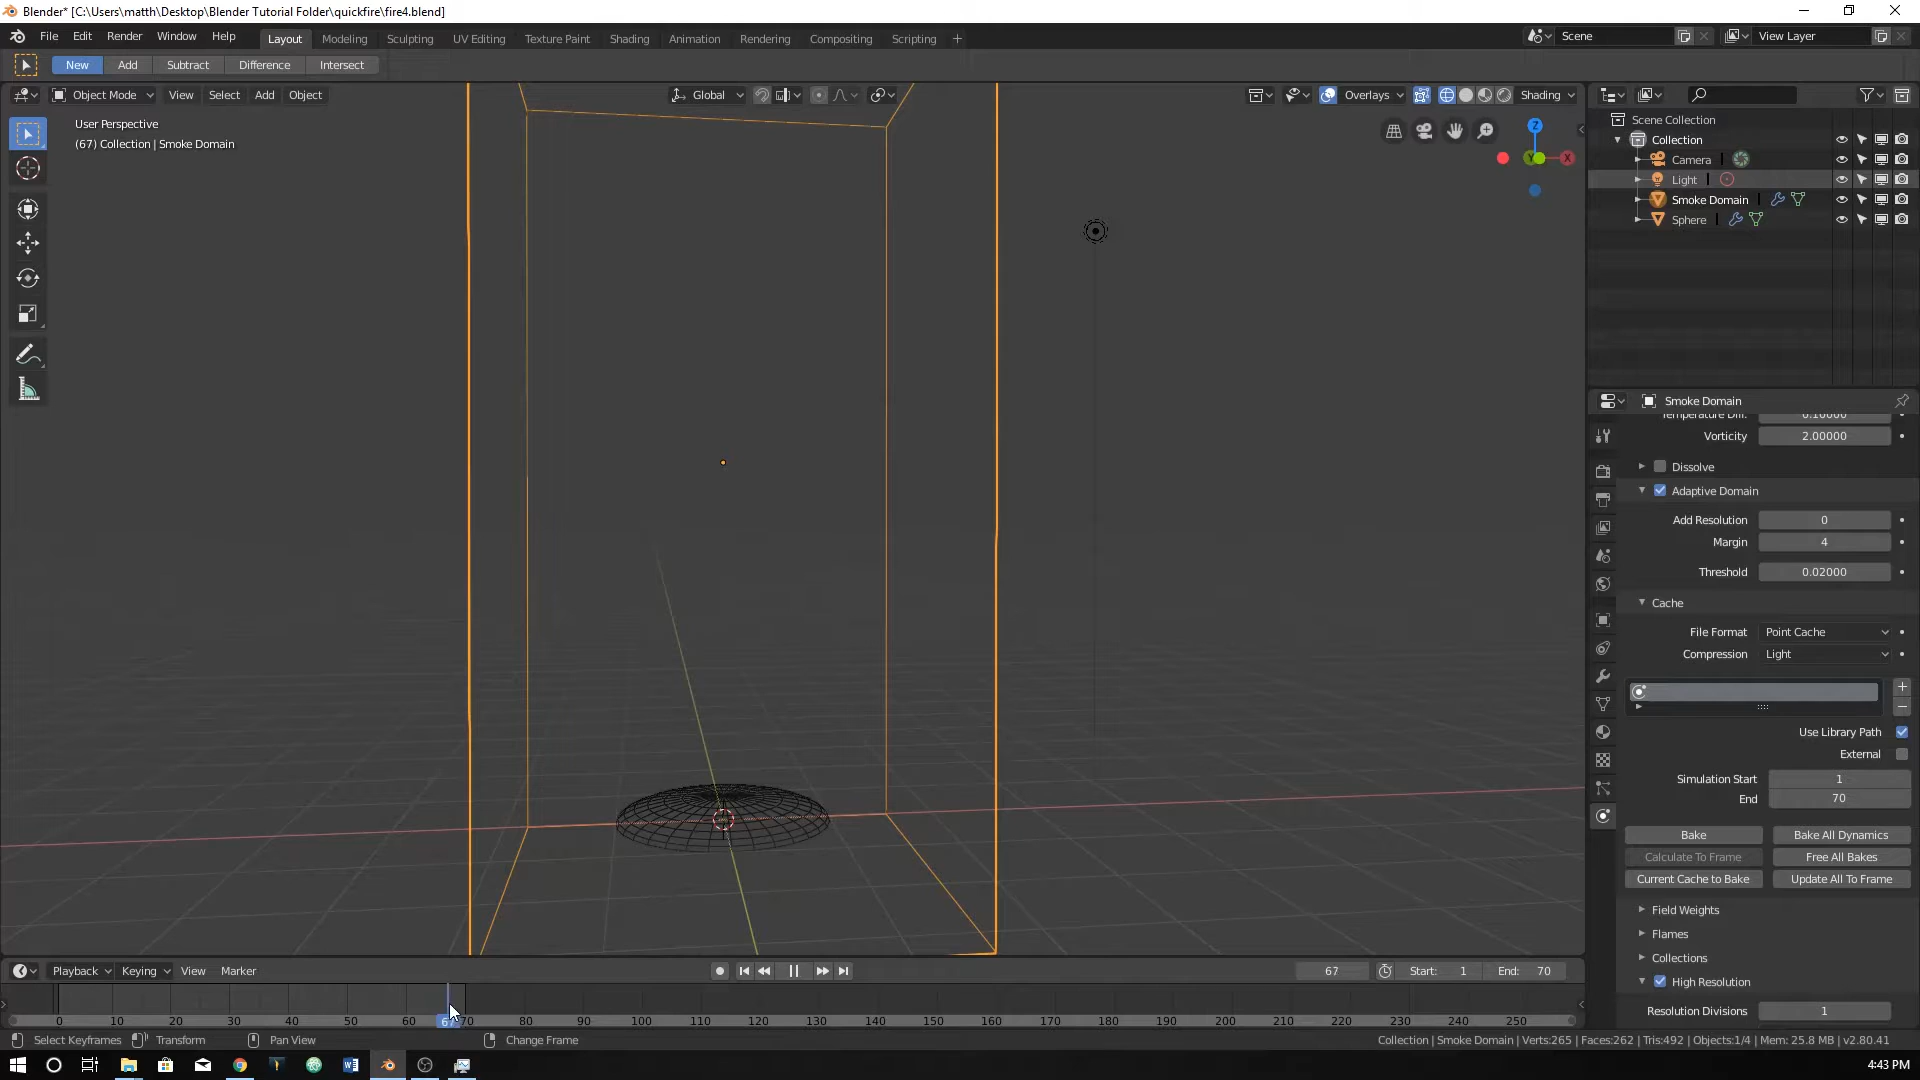 Blender* [C:\Users\matth\Desktop\Blender Tutorial Folder\quickfire\fire4.blend]
File Edit Render Window Help Layout Modeling Sculpting UV Editing Texture Paint Shading Animation Rendering Compositing Scripting + Scene View Layer
New Add Subtract Difference Intersect
Object Mode View Select Add Object Global Overlays Shading
User Perspective
(67) Collection | Smoke Domain
Z
Y
X
Scene Collection
Collection
Camera
Light
Smoke Domain
Sphere
Smoke Domain
Temperature Diff. 0.10000
Vorticity 2.00000
Dissolve
Adaptive Domain
Add Resolution 0
Margin 4
Threshold 0.02000
Cache
File Format Point Cache
Compression Light
Use Library Path
External
Simulation Start 1
End 70
Bake Bake All Dynamics
Calculate To Frame Free All Bakes
Current Cache to Bake Update All To Frame
Field Weights
Flames
Collections
High Resolution
Resolution Divisions 1
Playback Keying View Marker 67 Start: 1 End: 70
0 10 20 30 40 50 60 67 70 80 90 100 110 120 130 140 150 160 170 180 190 200 210 220 230 240 250
Select Keyframes Transform Pan View Change Frame Collection | Smoke Domain | Verts:265 | Faces:262 | Tris:492 | Objects:1/4 | Mem: 25.8 MB | v2.80.41
4:43 PM